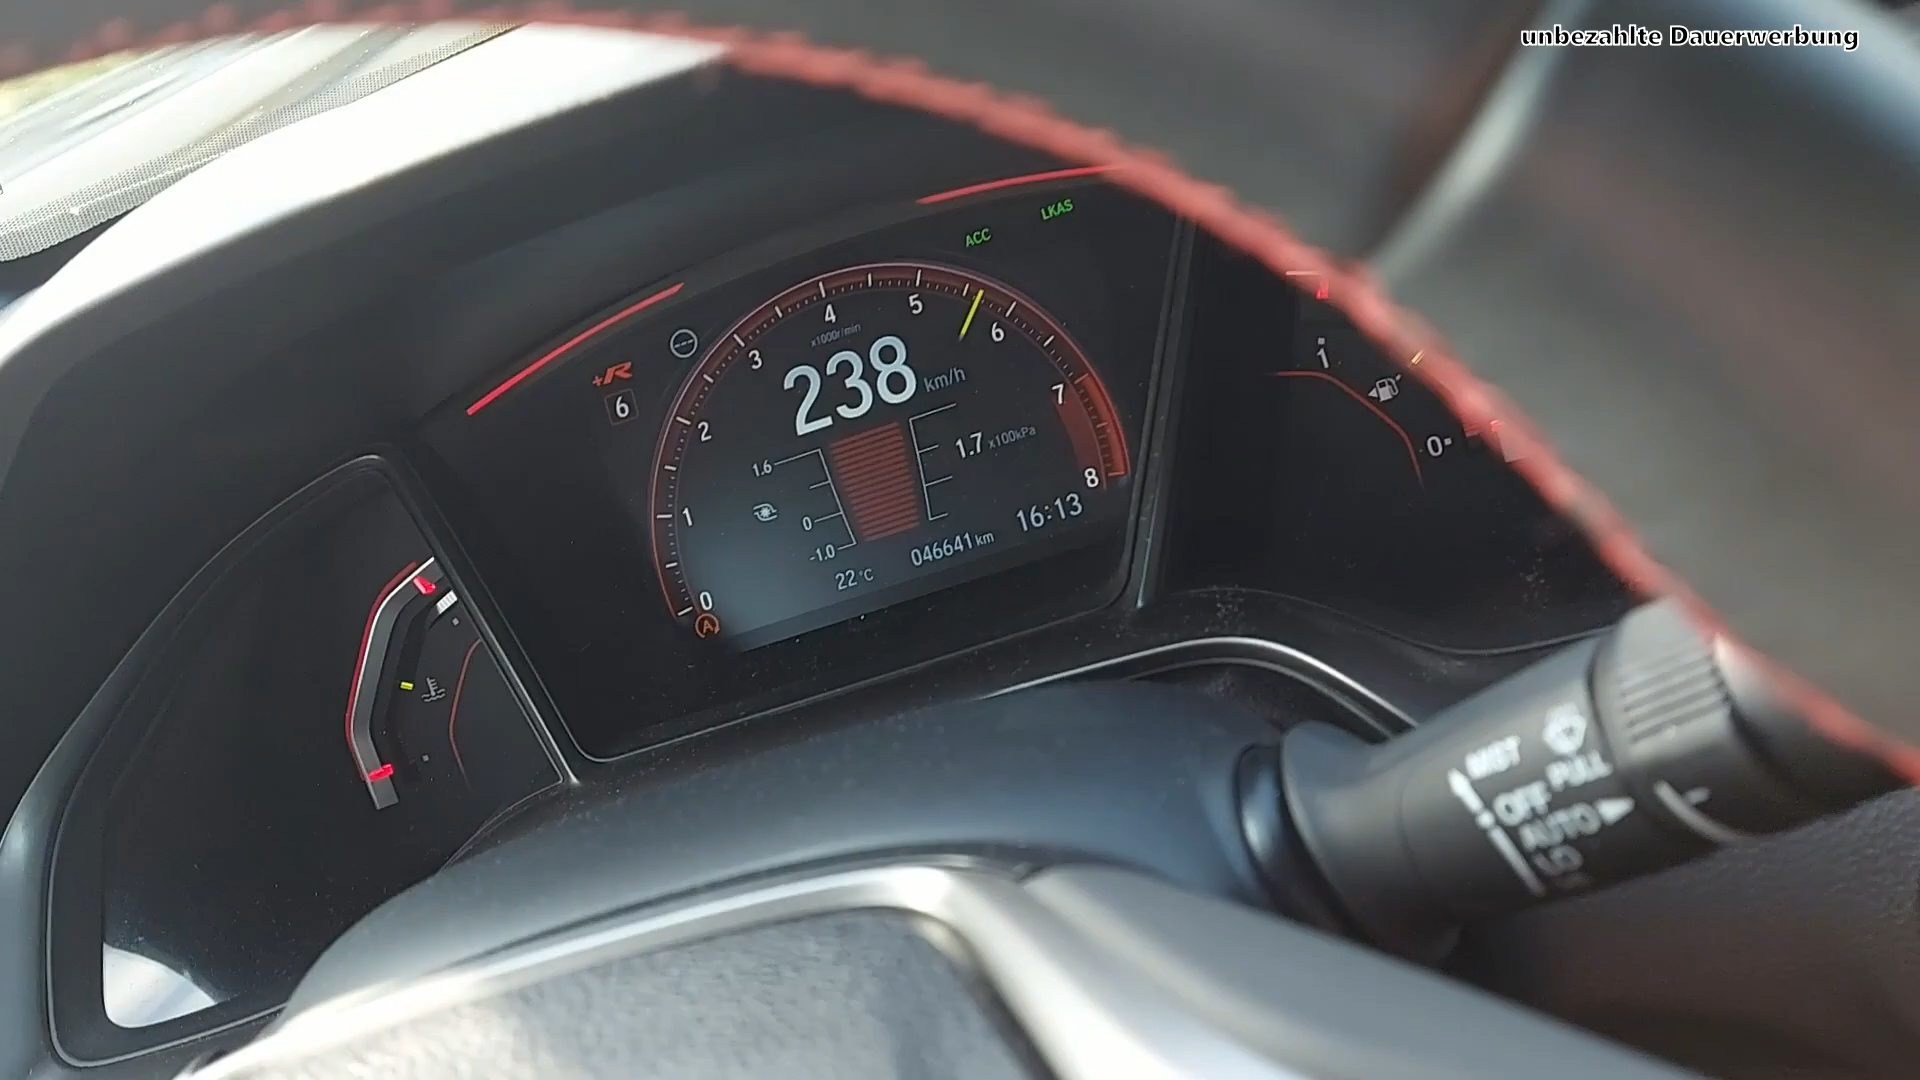 unbezahlte Dauerwerbung
LKAS
ACC
+R
6
0
1
2
3
4
5
6
7
8
x1000r/min
238 km/h
1.6
0
-1.0
1.7 x100kPa
16:13
046641 km
22 °C
A
1
0
MIST
PULL
OFF
AUTO
LO